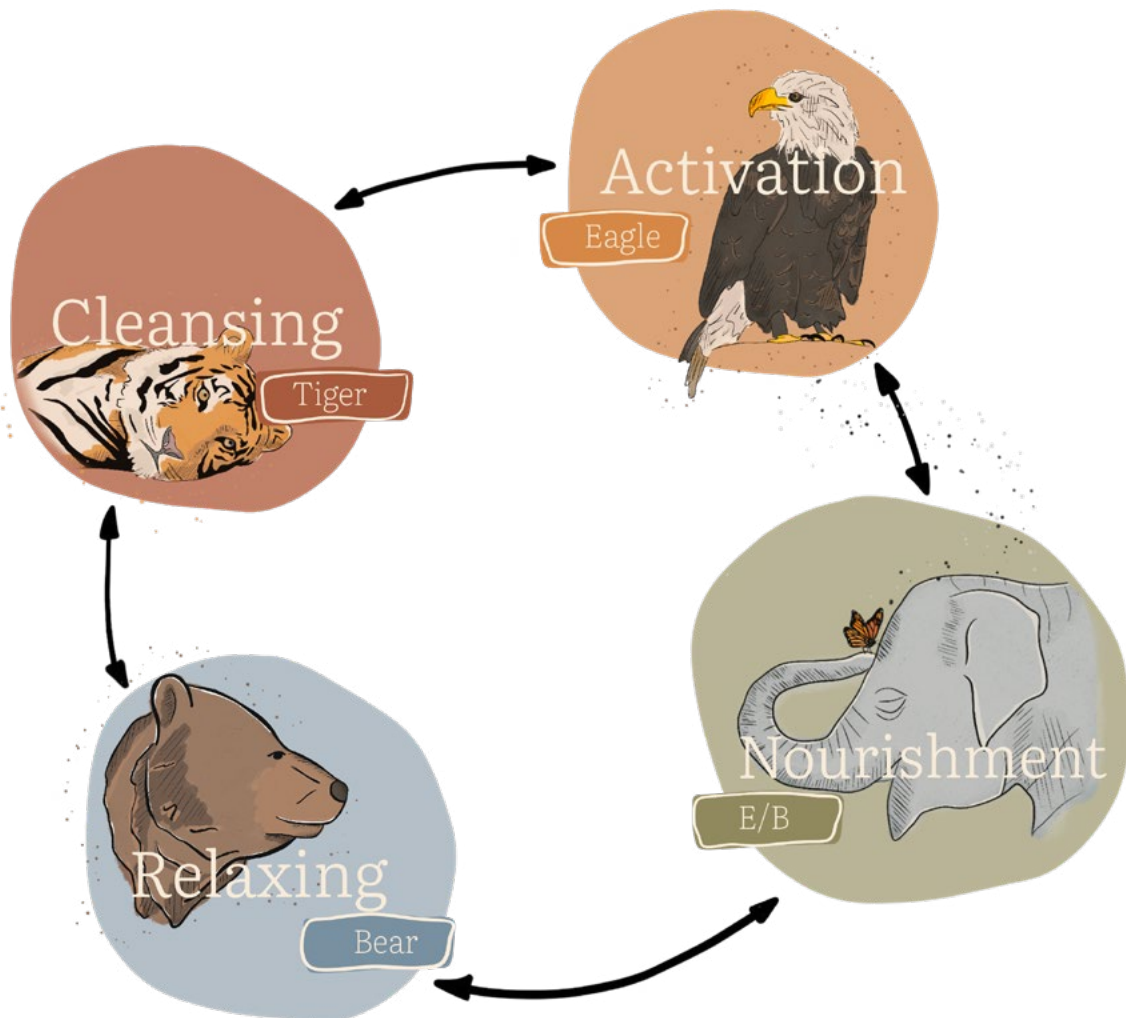 Activation
Eagle
Cleansing
Tiger
Nourishment
E/B
Relaxing
Bear